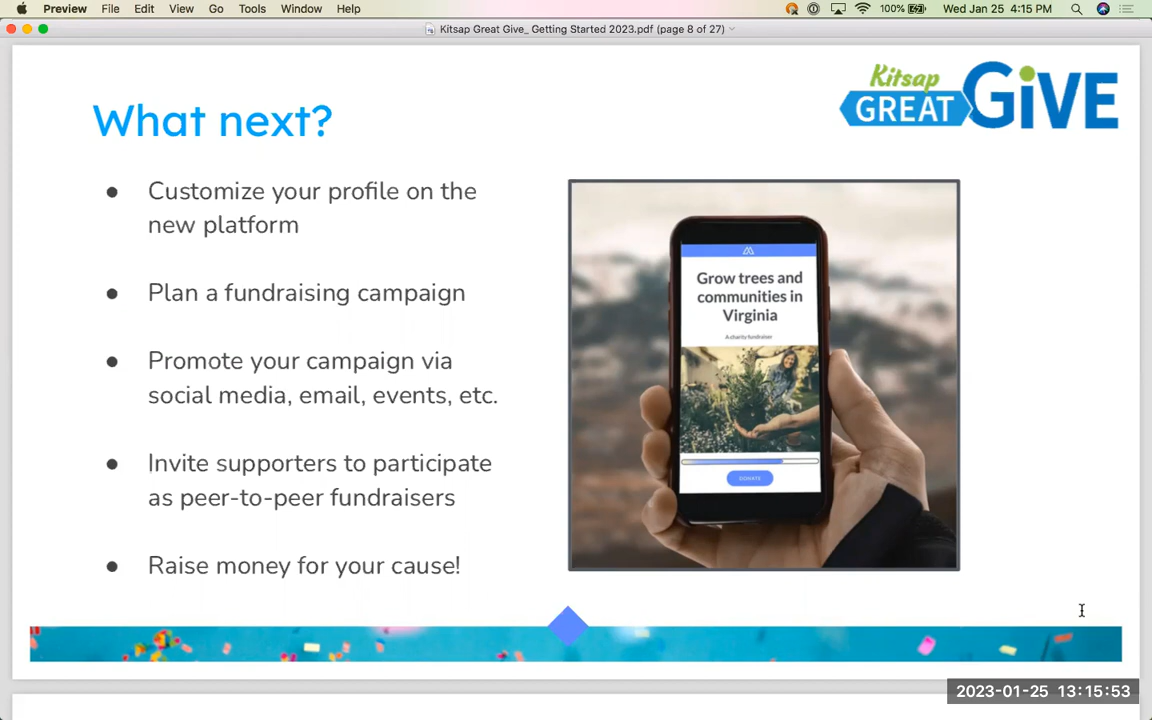 Preview File Edit View Go Tools Window Help 100% Wed Jan 25 4:15 PM
Kitsap Great Give_ Getting Started 2023.pdf (page 8 of 27)
Kitsap
GREAT GiVE
What next?
● Customize your profile on the
new platform
● Plan a fundraising campaign
● Promote your campaign via
social media, email, events, etc.
● Invite supporters to participate
as peer-to-peer fundraisers
● Raise money for your cause!
Grow trees and
communities in
Virginia
A charity fundraiser
DONATE
2023-01-25 13:15:53